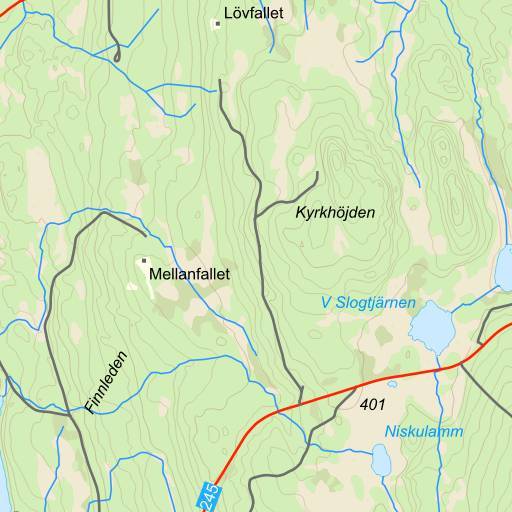 Lövfallet
Kyrkhöjden
Mellanfallet
V Slogtjärnen
Finnleden
401
Niskulamm
245